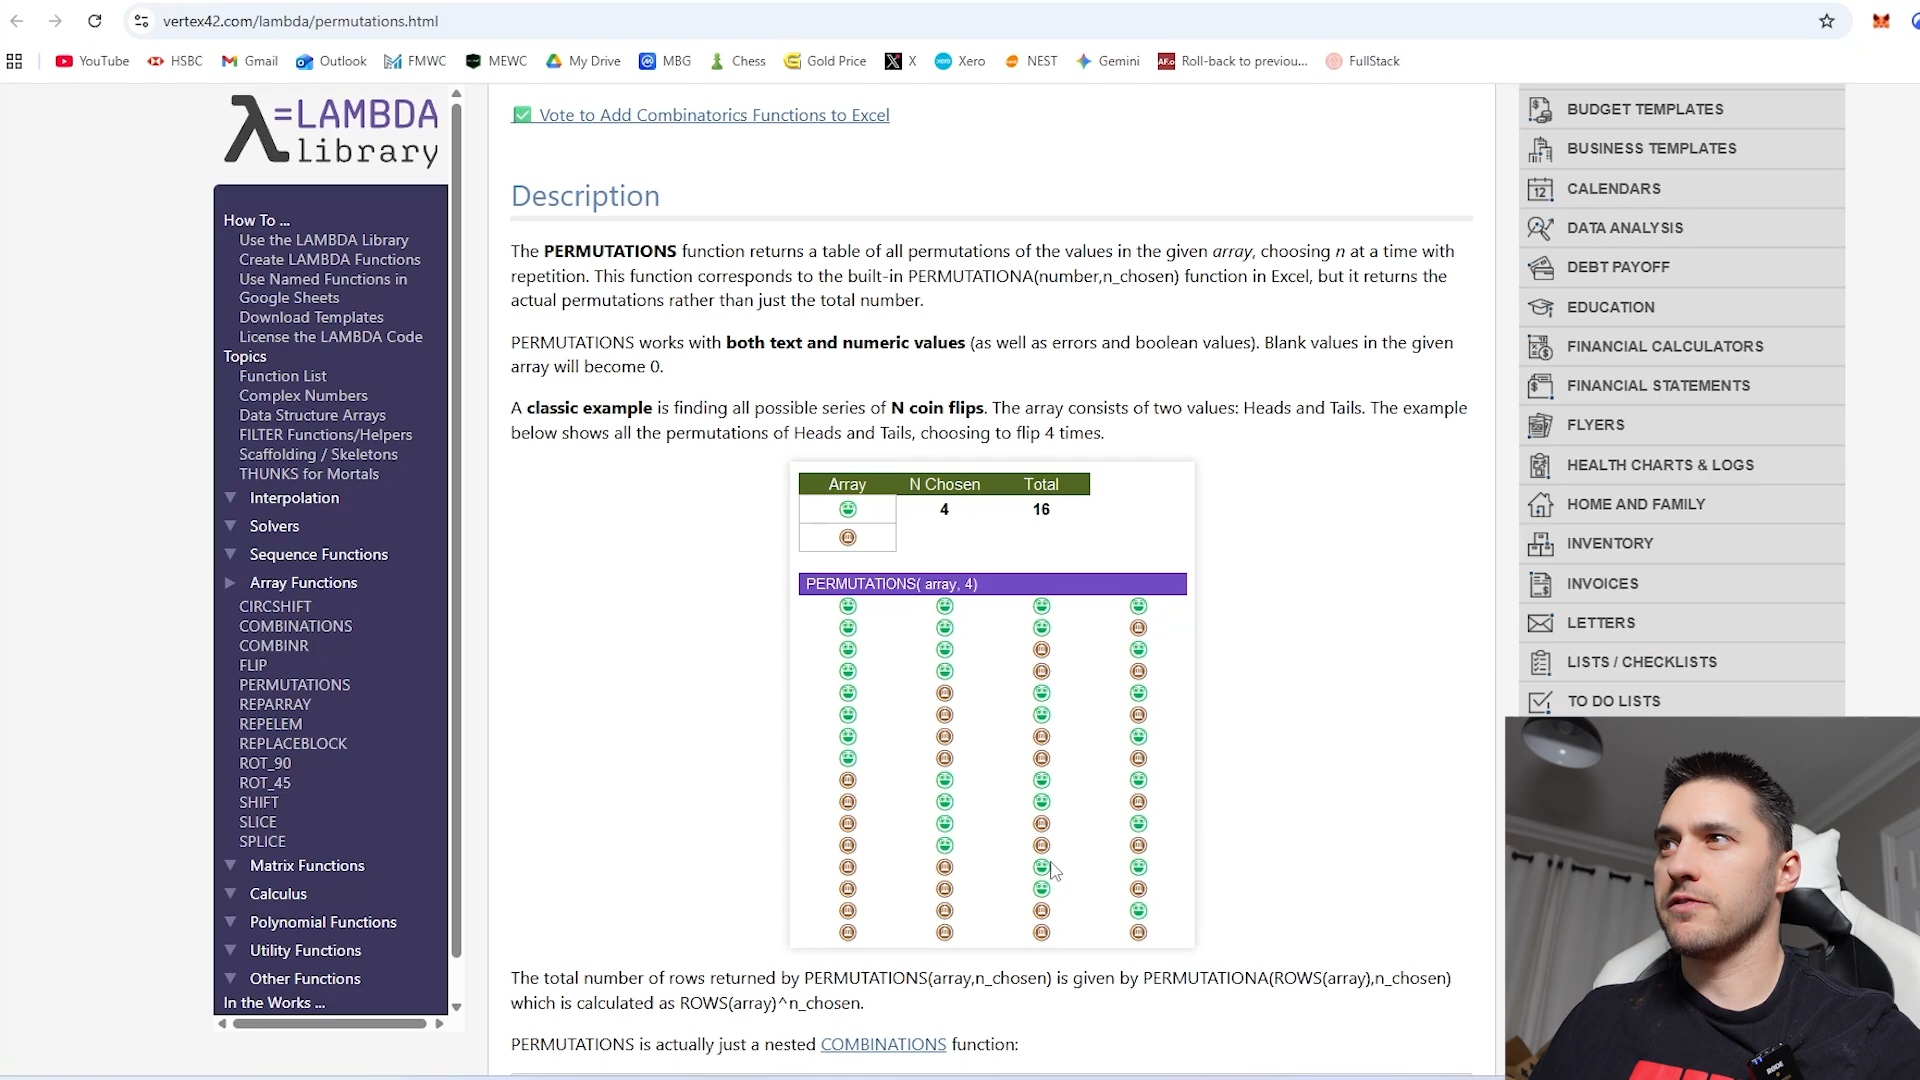 vertex42.com/lambda/permutations.html
YouTube
HSBC
Gmail
Outlook
FMWC
MEWC
My Drive
MBG
Chess
Gold Price
X
Xero
NEST
Gemini
Roll-back to previou...
FullStack
λ=LAMBDA
library
How To ...
Use the LAMBDA Library
Create LAMBDA Functions
Use Named Functions in
Google Sheets
Download Templates
License the LAMBDA Code
Topics
Function List
Complex Numbers
Data Structure Arrays
FILTER Functions/Helpers
Scaffolding / Skeletons
THUNKS for Mortals
Interpolation
Solvers
Sequence Functions
Array Functions
CIRCSHIFT
COMBINATIONS
COMBINR
FLIP
PERMUTATIONS
REPARRAY
REPELEM
REPLACEBLOCK
ROT_90
ROT_45
SHIFT
SLICE
SPLICE
Matrix Functions
Calculus
Polynomial Functions
Utility Functions
Other Functions
In the Works ...
Vote to Add Combinatorics Functions to Excel
Description
The PERMUTATIONS function returns a table of all permutations of the values in the given array, choosing n at a time with
repetition. This function corresponds to the built-in PERMUTATIONA(number,n_chosen) function in Excel, but it returns the
actual permutations rather than just the total number.
PERMUTATIONS works with both text and numeric values (as well as errors and boolean values). Blank values in the given
array will become 0.
A classic example is finding all possible series of N coin flips. The array consists of two values: Heads and Tails. The example
below shows all the permutations of Heads and Tails, choosing to flip 4 times.
Array N Chosen Total
4 16
PERMUTATIONS( array, 4)
The total number of rows returned by PERMUTATIONS(array,n_chosen) is given by PERMUTATIONA(ROWS(array),n_chosen)
which is calculated as ROWS(array)^n_chosen.
PERMUTATIONS is actually just a nested COMBINATIONS function:
BUDGET TEMPLATES
BUSINESS TEMPLATES
CALENDARS
DATA ANALYSIS
DEBT PAYOFF
EDUCATION
FINANCIAL CALCULATORS
FINANCIAL STATEMENTS
FLYERS
HEALTH CHARTS & LOGS
HOME AND FAMILY
INVENTORY
INVOICES
LETTERS
LISTS / CHECKLISTS
TO DO LISTS
RODE